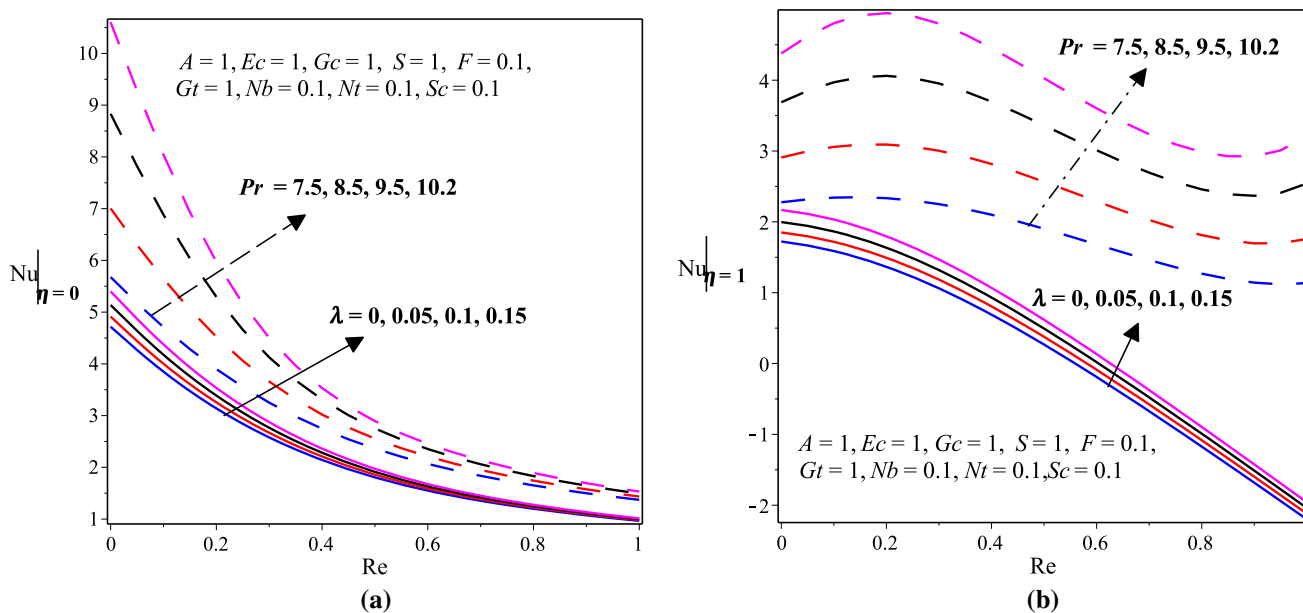 A = 1, Ec = 1, Gc = 1, S = 1, F = 0.1,
Gt = 1, Nb = 0.1, Nt = 0.1, Sc = 0.1
Pr = 7.5, 8.5, 9.5, 10.2
λ = 0, 0.05, 0.1, 0.15
Nu|η = 0
10
9
8
7
6
5
4
3
2
1
0
0.2
0.4
0.6
0.8
1
Re
(a)
Pr = 7.5, 8.5, 9.5, 10.2
λ = 0, 0.05, 0.1, 0.15
A = 1, Ec = 1, Gc = 1, S = 1, F = 0.1,
Gt = 1, Nb = 0.1, Nt = 0.1, Sc = 0.1
Nu|η = 1
4
3
2
1
0
-1
-2
0
0.2
0.4
0.6
0.8
Re
(b)